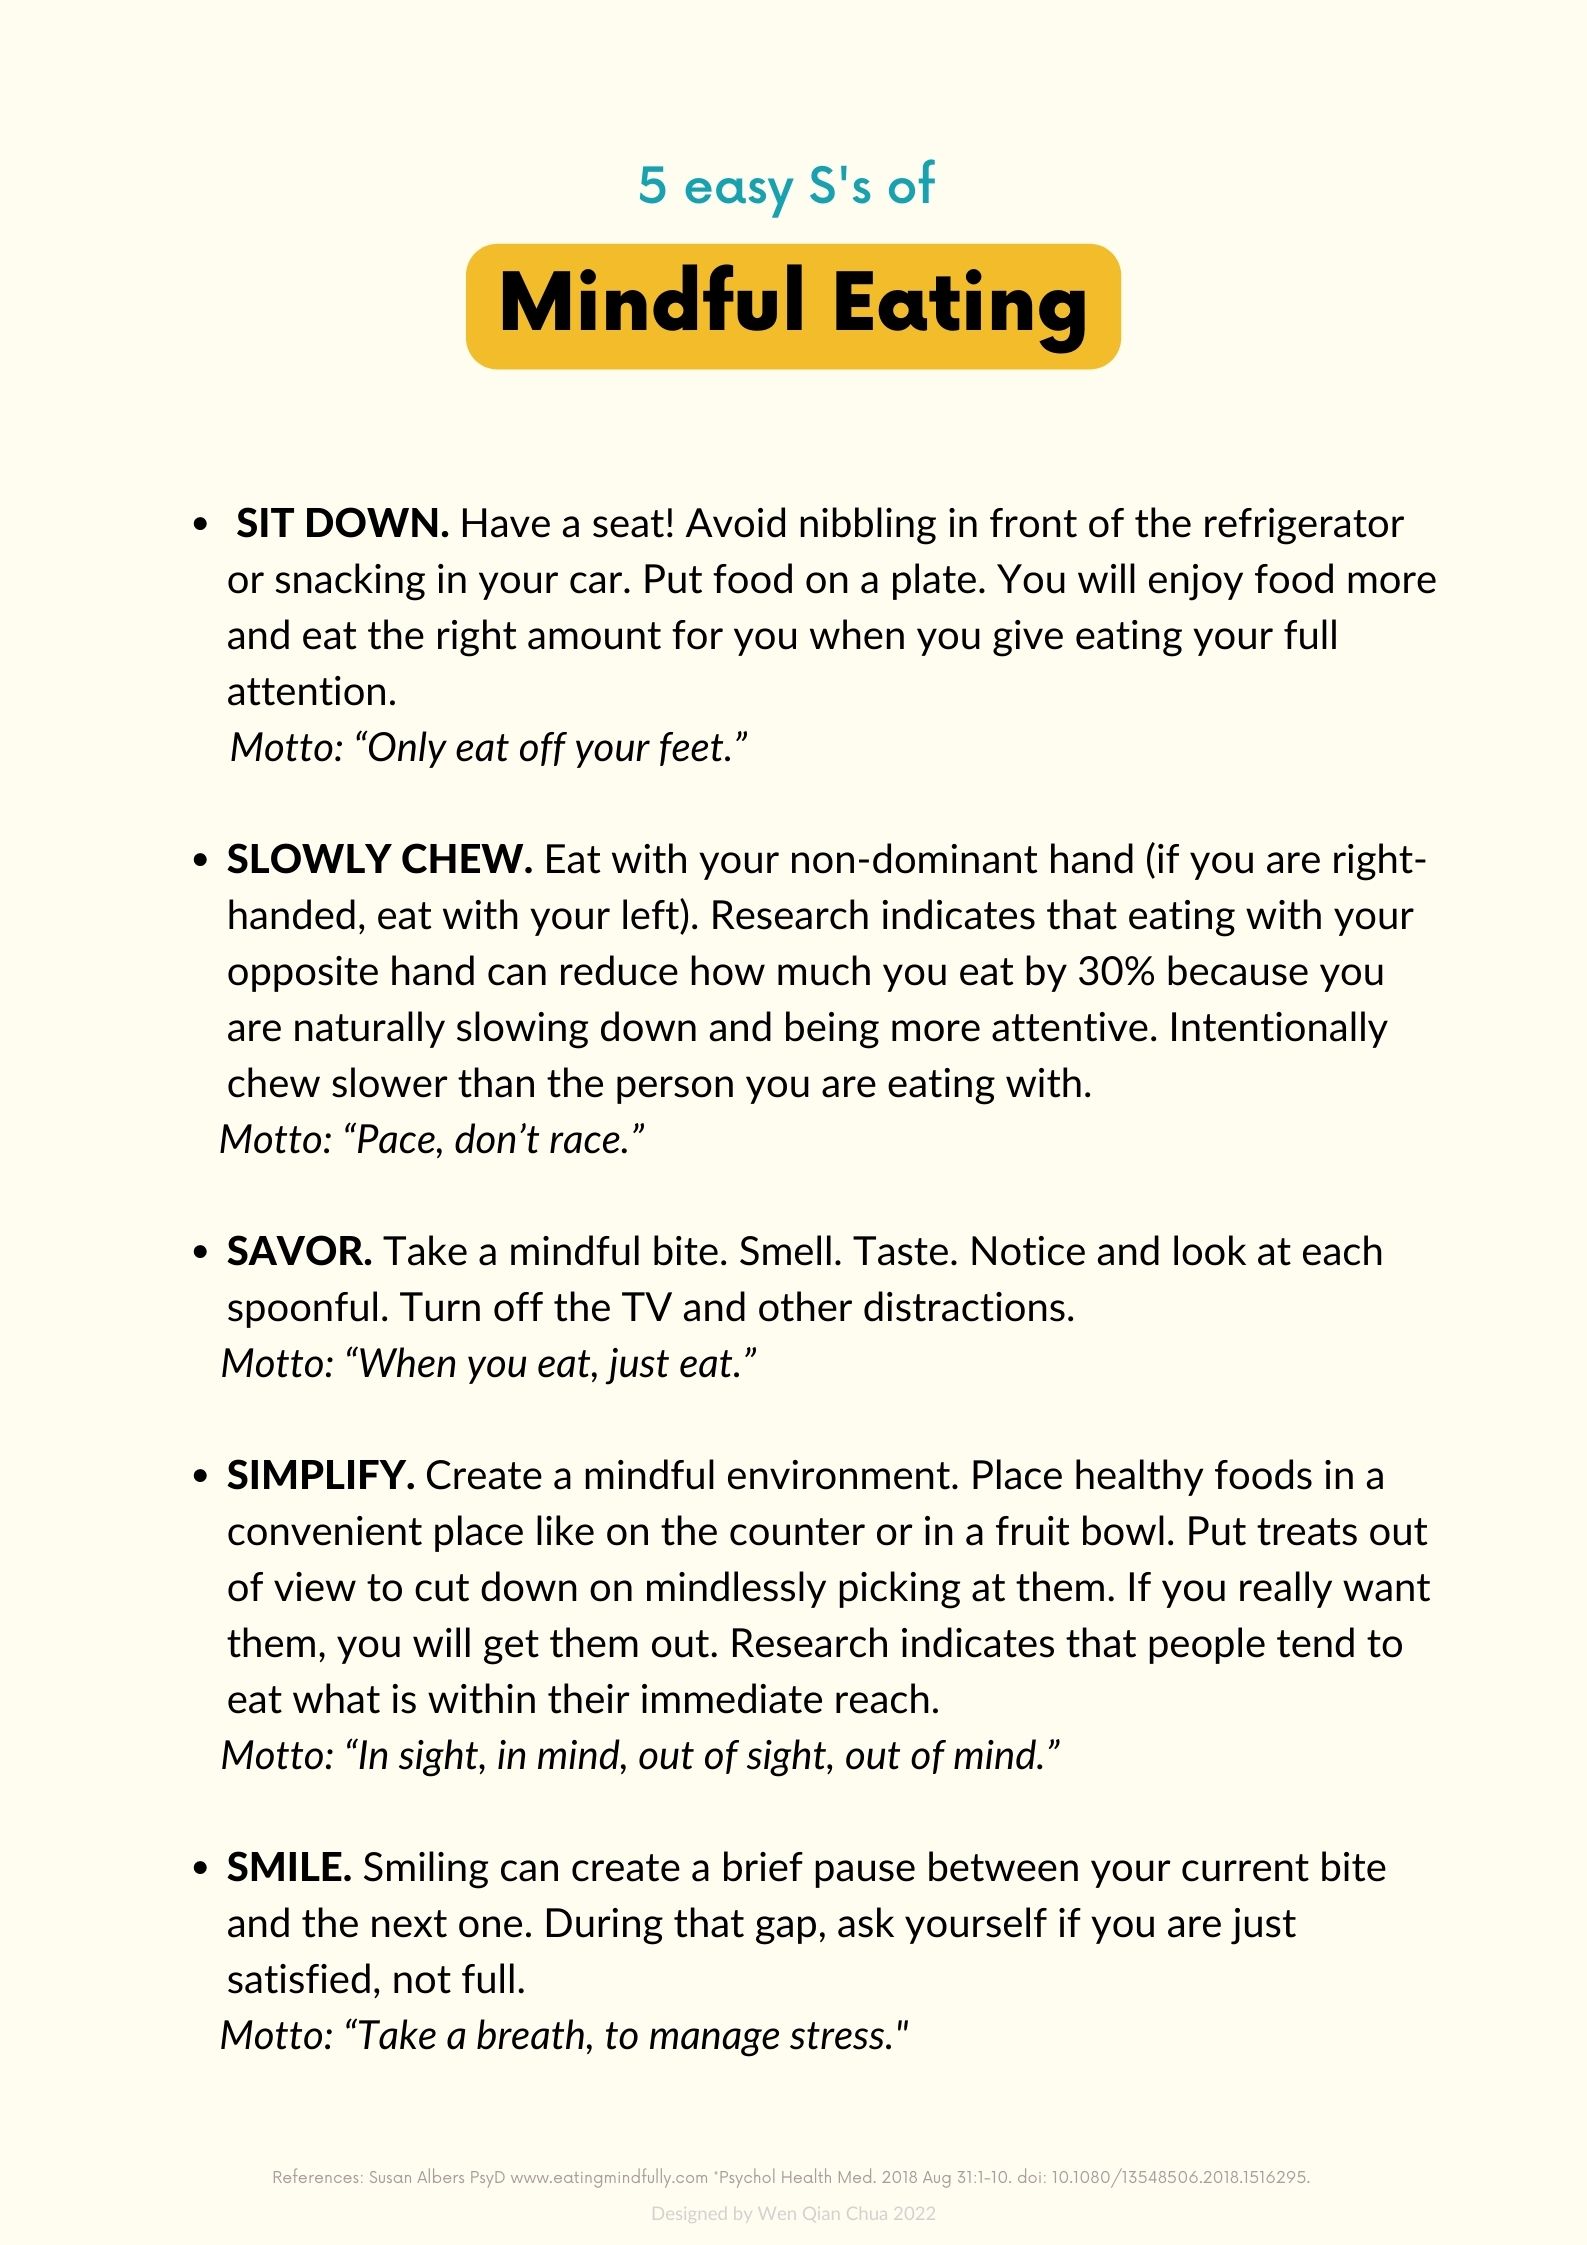 5 easy S's of
Mindful Eating
• SIT DOWN. Have a seat! Avoid nibbling in front of the refrigerator
or snacking in your car. Put food on a plate. You will enjoy food more
and eat the right amount for you when you give eating your full
attention.
Motto: “Only eat off your feet.”
• SLOWLY CHEW. Eat with your non-dominant hand (if you are right-
handed, eat with your left). Research indicates that eating with your
opposite hand can reduce how much you eat by 30% because you
are naturally slowing down and being more attentive. Intentionally
chew slower than the person you are eating with.
Motto: “Pace, don’t race.”
• SAVOR. Take a mindful bite. Smell. Taste. Notice and look at each
spoonful. Turn off the TV and other distractions.
Motto: “When you eat, just eat.”
• SIMPLIFY. Create a mindful environment. Place healthy foods in a
convenient place like on the counter or in a fruit bowl. Put treats out
of view to cut down on mindlessly picking at them. If you really want
them, you will get them out. Research indicates that people tend to
eat what is within their immediate reach.
Motto: “In sight, in mind, out of sight, out of mind.”
• SMILE. Smiling can create a brief pause between your current bite
and the next one. During that gap, ask yourself if you are just
satisfied, not full.
Motto: “Take a breath, to manage stress."
References: Susan Albers PsyD www.eatingmindfully.com *Psychol Health Med. 2018 Aug 31:1-10. doi: 10.1080/13548506.2018.1516295.
Designed by Wen Qian Chua 2022